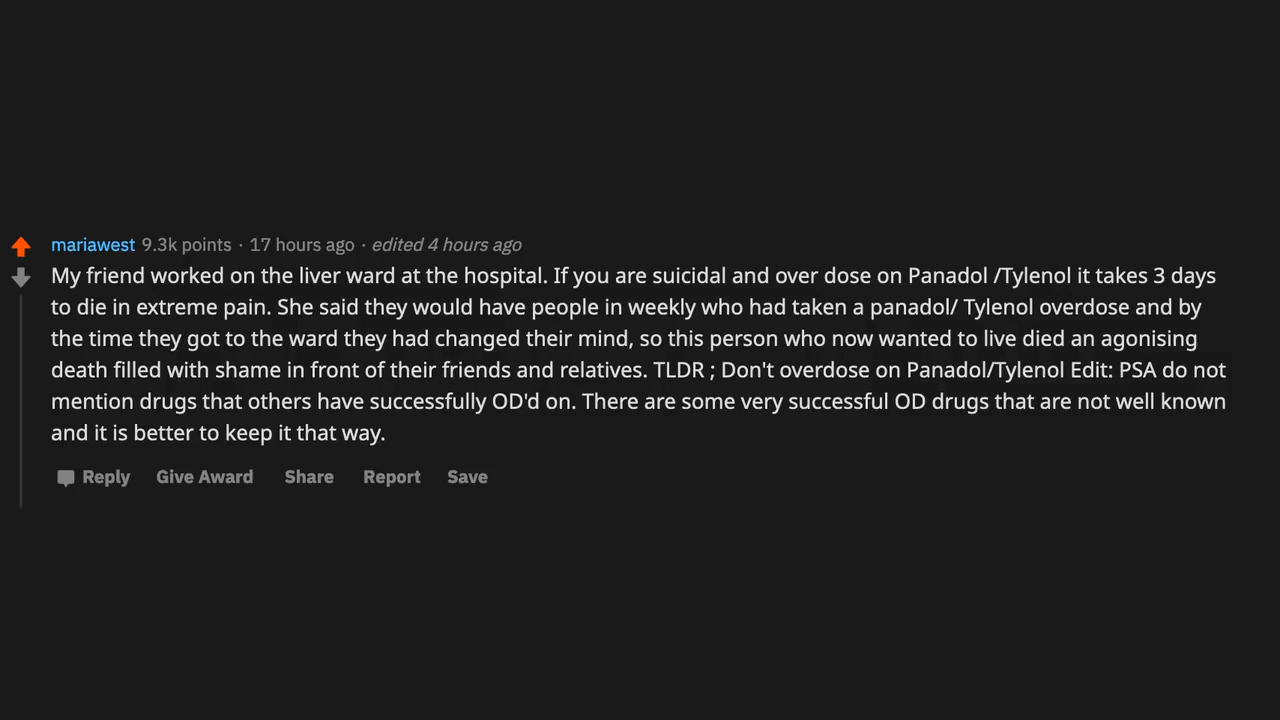 mariawest 9.3k points · 17 hours ago · edited 4 hours ago
My friend worked on the liver ward at the hospital. If you are suicidal and over dose on Panadol /Tylenol it takes 3 days
to die in extreme pain. She said they would have people in weekly who had taken a panadol/ Tylenol overdose and by
the time they got to the ward they had changed their mind, so this person who now wanted to live died an agonising
death filled with shame in front of their friends and relatives. TLDR ; Don't overdose on Panadol/Tylenol Edit: PSA do not
mention drugs that others have successfully OD'd on. There are some very successful OD drugs that are not well known
and it is better to keep it that way.
Reply Give Award Share Report Save